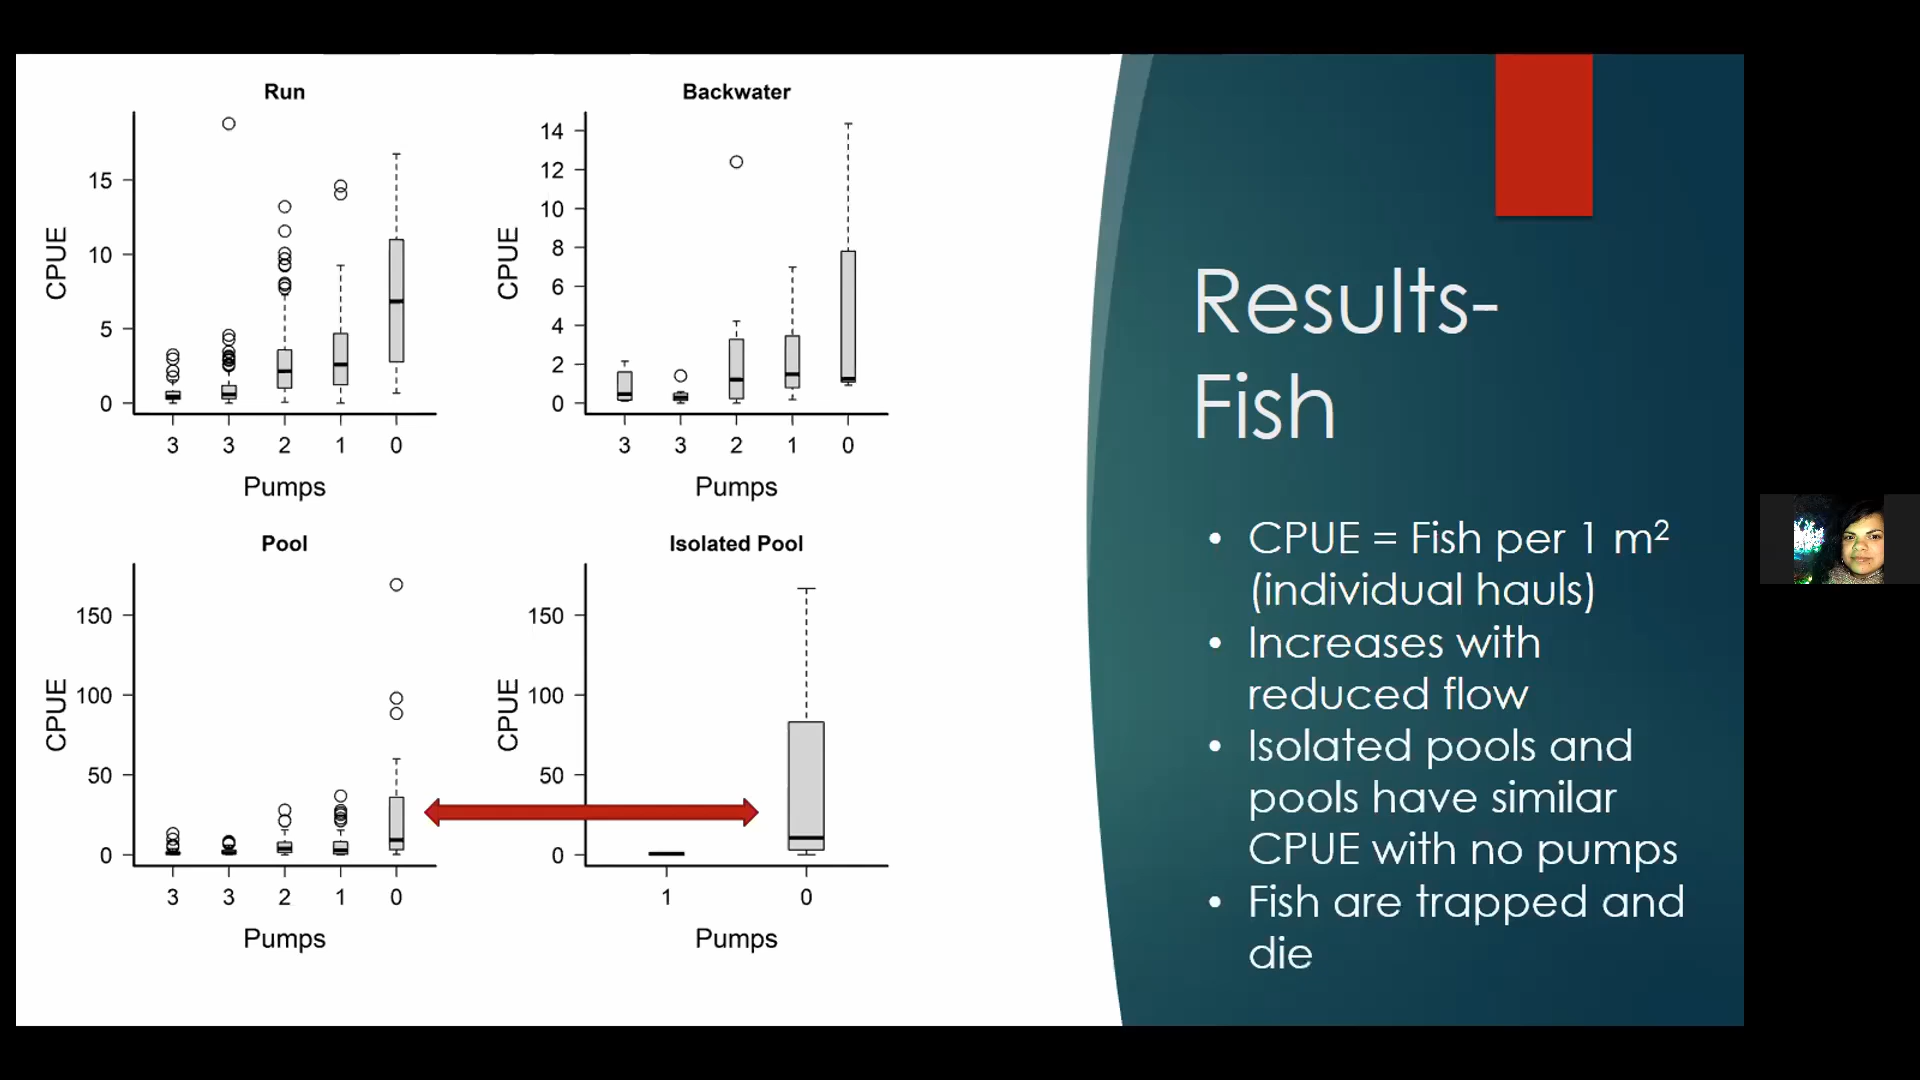 Run
CPUE
15
10
5
0
3 3 2 1 0
Pumps
Backwater
CPUE
14
12
10
8
6
4
2
0
3 3 2 1 0
Pumps
Pool
CPUE
150
100
50
0
3 3 2 1 0
Pumps
Isolated Pool
CPUE
150
100
50
0
1 0
Pumps
Results-
Fish
• CPUE = Fish per 1 m²
(individual hauls)
• Increases with
reduced flow
• Isolated pools and
pools have similar
CPUE with no pumps
• Fish are trapped and
die